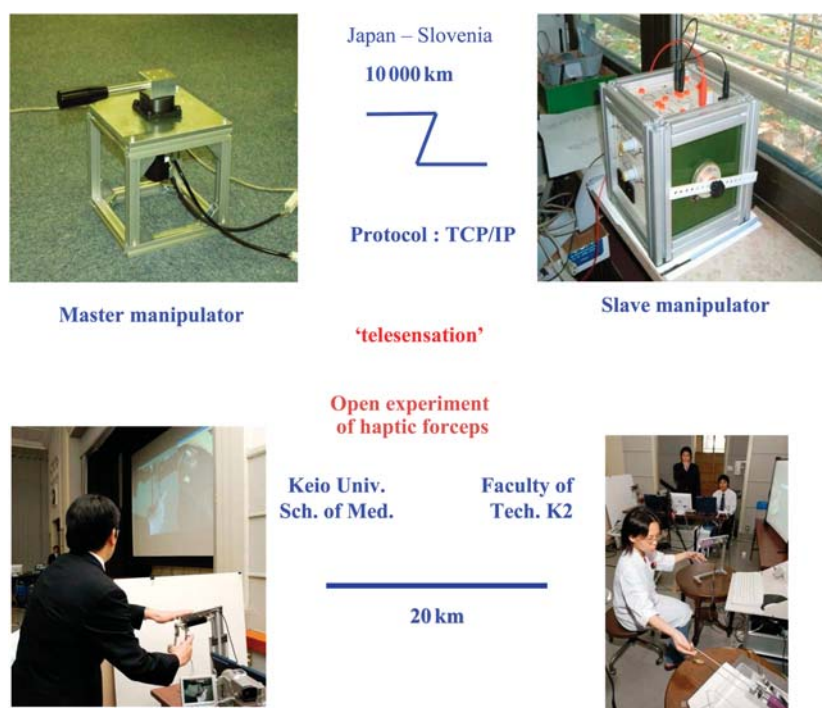 Japan – Slovenia
10 000 km
Protocol : TCP/IP
Master manipulator
Slave manipulator
‘telesensation’
Open experiment
of haptic forceps
Keio Univ.
Sch. of Med.
Faculty of
Tech. K2
20 km